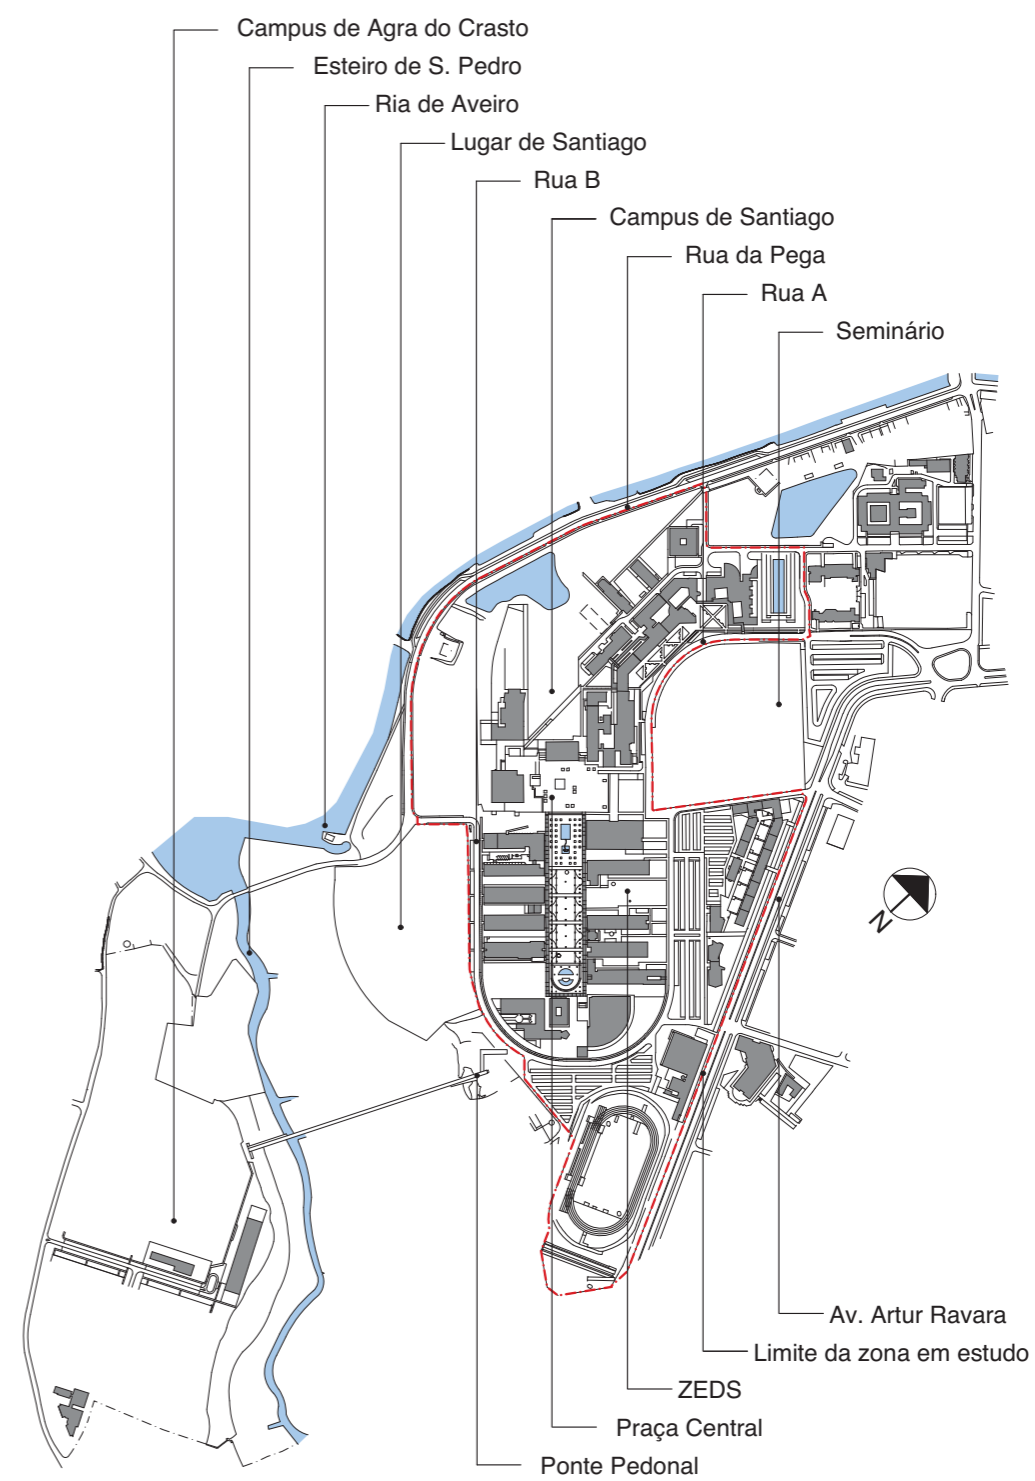 Campus de Agra do Crasto
Esteiro de S. Pedro
Ria de Aveiro
Lugar de Santiago
Rua B
Campus de Santiago
Rua da Pega
Rua A
Seminário
N
Av. Artur Ravara
Limite da zona em estudo
ZEDS
Praça Central
Ponte Pedonal